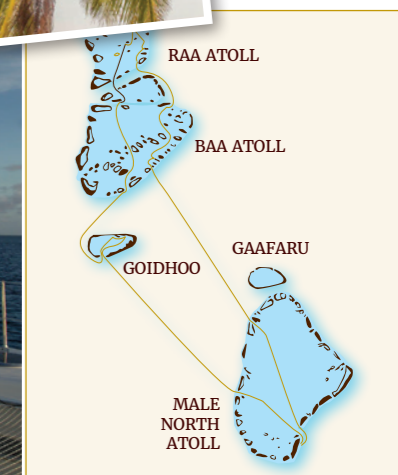 RAA ATOLL
BAA ATOLL
GOIDHOO
GAAFARU
MALE
NORTH
ATOLL